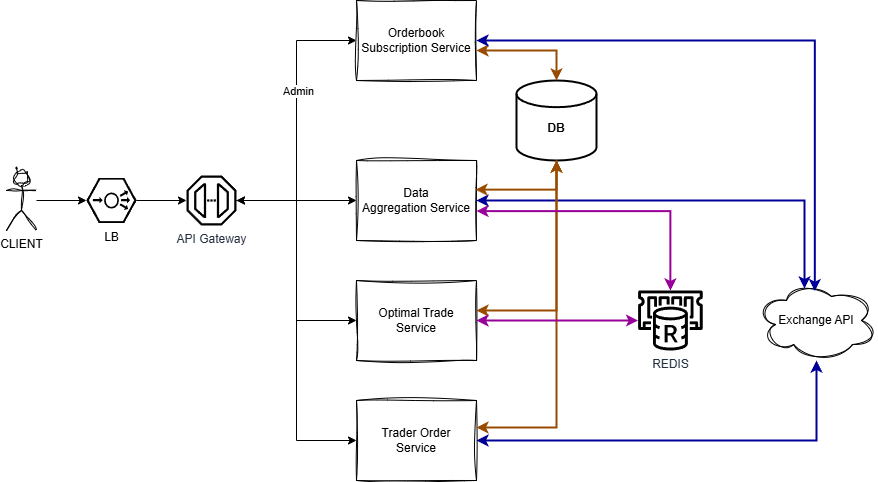 Orderbook
Subscription Service
Admin
DB
CLIENT
LB
API Gateway
Data
Aggregation Service
Optimal Trade
Service
R
REDIS
Exchange API
Trader Order
Service